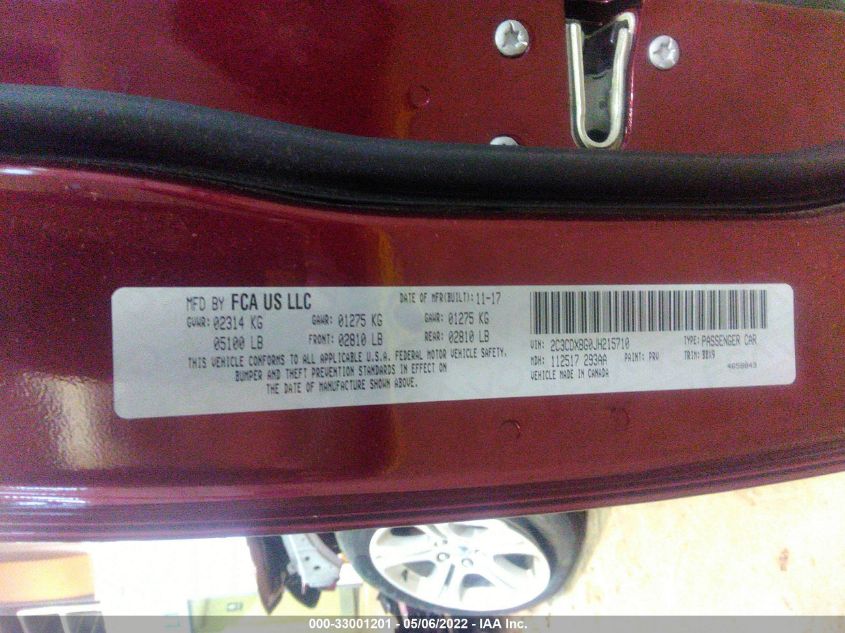 MFD BY FCA US LLC
DATE OF MFR(BUILT): 11-17
GVWR: 02314 KG GAWR: 01275 KG GAWR: 01275 KG
05100 LB FRONT: 02810 LB REAR: 02810 LB
THIS VEHICLE CONFORMS TO ALL APPLICABLE U.S.A. FEDERAL MOTOR VEHICLE SAFETY,
BUMPER AND THEFT PREVENTION STANDARDS IN EFFECT ON
THE DATE OF MANUFACTURE SHOWN ABOVE.
VIN: 2C3CDXBG0JH215710 TYPE: PASSENGER CAR
MDH: 112517 293AA PAINT: PRV TRIM: BBX9
VEHICLE MADE IN CANADA 4658043
000-33001201 - 05/06/2022 - IAA Inc.